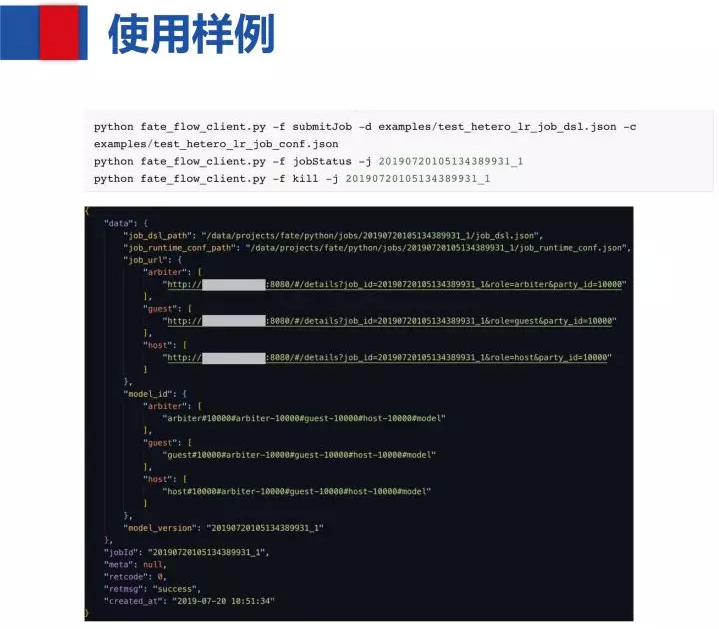 使用样例
python fate_flow_client.py -f submitJob -d examples/test_hetero_lr_job_dsl.json -c
examples/test_hetero_lr_job_conf.json
python fate_flow_client.py -f jobStatus -j 20190720105134389931_1
python fate_flow_client.py -f kill -j 20190720105134389931_1
{
"data": {
"job_dsl_path": "/data/projects/fate/python/jobs/20190720105134389931_1/job_dsl.json",
"job_runtime_conf_path": "/data/projects/fate/python/jobs/20190720105134389931_1/job_runtime_conf.json",
"job_url": {
"arbiter": [
"http:// :8080/#/details?job_id=20190720105134389931_1&role=arbiter&party_id=10000"
],
"guest": [
"http:// :8080/#/details?job_id=20190720105134389931_1&role=guest&party_id=10000"
],
"host": [
"http:// :8080/#/details?job_id=20190720105134389931_1&role=host&party_id=10000"
]
},
"model_id": {
"arbiter": [
"arbiter#10000#arbiter-10000#guest-10000#host-10000#model"
],
"guest": [
"guest#10000#arbiter-10000#guest-10000#host-10000#model"
],
"host": [
"host#10000#arbiter-10000#guest-10000#host-10000#model"
]
},
"model_version": "20190720105134389931_1"
},
"jobId": "20190720105134389931_1",
"meta": null,
"retcode": 0,
"retmsg": "success",
"created_at": "2019-07-20 10:51:34"
}